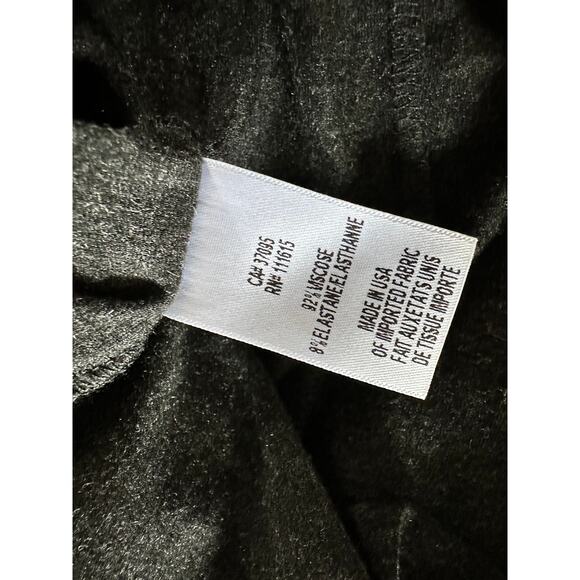 CA# 37095
RN# 111615
92% VISCOSE
8% ELASTANE,ELASTHANNE
MADE IN USA
OF IMPORTED FABRIC
FAIT AUX ETATS UNIS
DE TISSUE IMPORTE